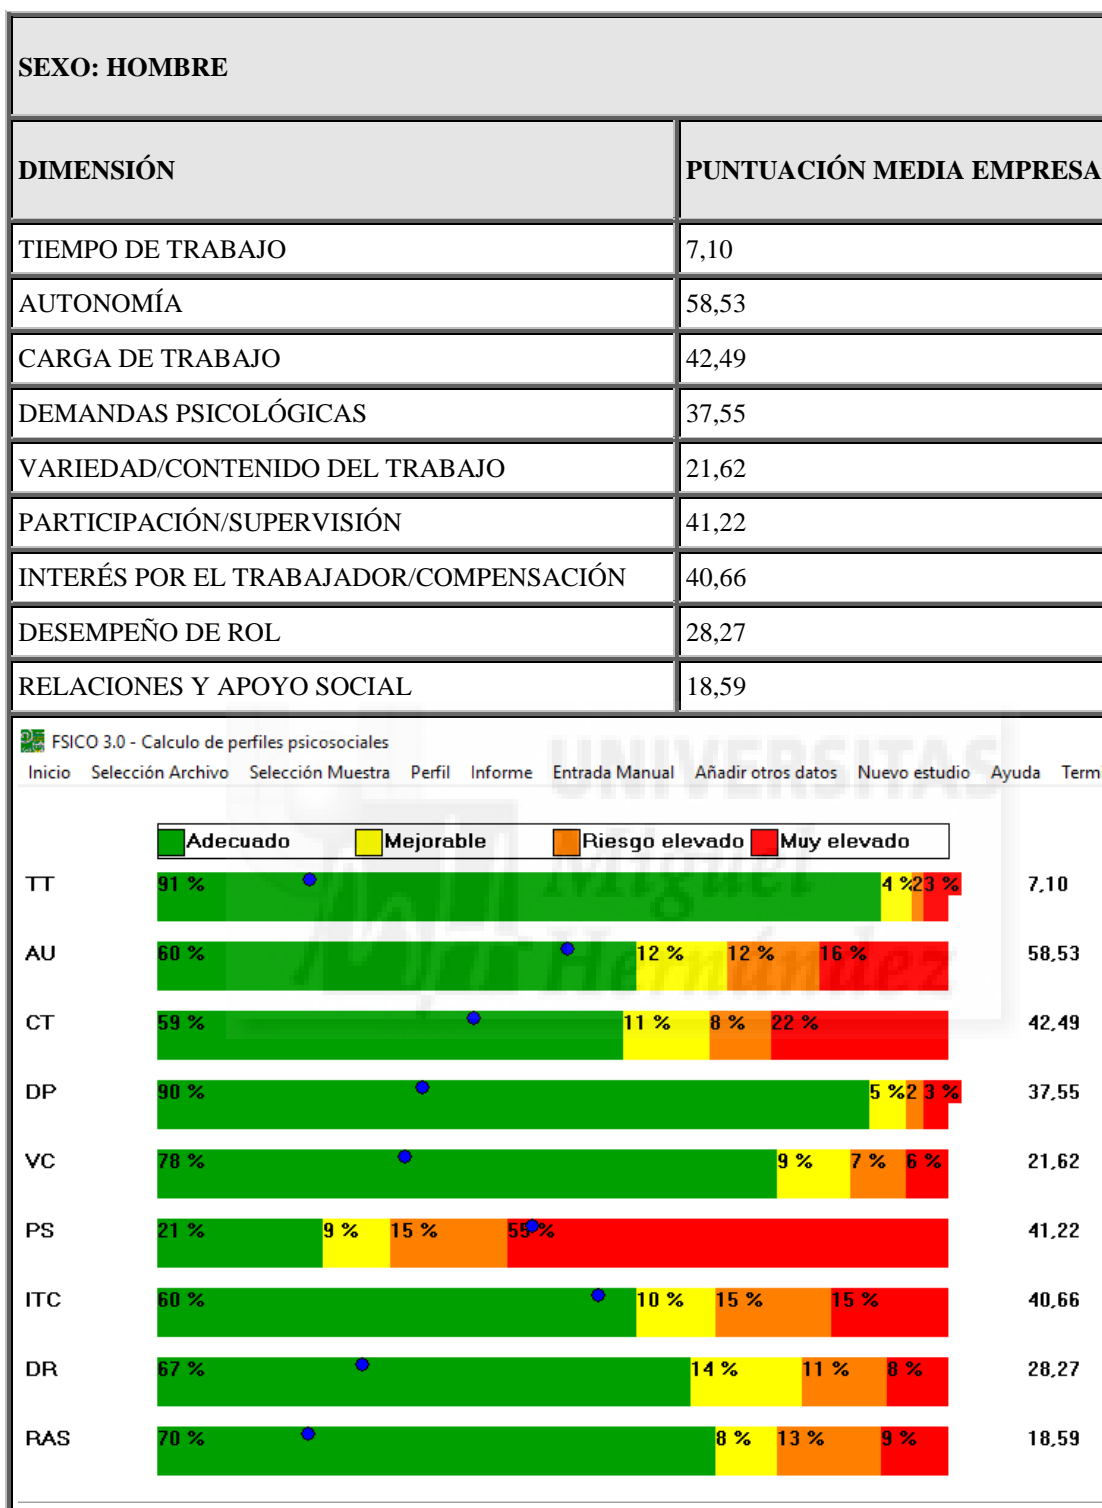 SEXO: HOMBRE
DIMENSIÓN PUNTUACIÓN MEDIA EMPRESA
TIEMPO DE TRABAJO 7,10
AUTONOMÍA 58,53
CARGA DE TRABAJO 42,49
DEMANDAS PSICOLÓGICAS 37,55
VARIEDAD/CONTENIDO DEL TRABAJO 21,62
PARTICIPACIÓN/SUPERVISIÓN 41,22
INTERÉS POR EL TRABAJADOR/COMPENSACIÓN 40,66
DESEMPEÑO DE ROL 28,27
RELACIONES Y APOYO SOCIAL 18,59
FSICO 3.0 - Calculo de perfiles psicosociales
Inicio Selección Archivo Selección Muestra Perfil Informe Entrada Manual Añadir otros datos Nuevo estudio Ayuda Term
UNIVERSITAS
Miguel
Hernández
Adecuado Mejorable Riesgo elevado Muy elevado
TT 91 % 4 % 2 3 % 7,10
AU 60 % 12 % 12 % 16 % 58,53
CT 59 % 11 % 8 % 22 % 42,49
DP 90 % 5 % 2 3 % 37,55
VC 78 % 9 % 7 % 6 % 21,62
PS 21 % 9 % 15 % 55 % 41,22
ITC 60 % 10 % 15 % 15 % 40,66
DR 67 % 14 % 11 % 8 % 28,27
RAS 70 % 8 % 13 % 9 % 18,59